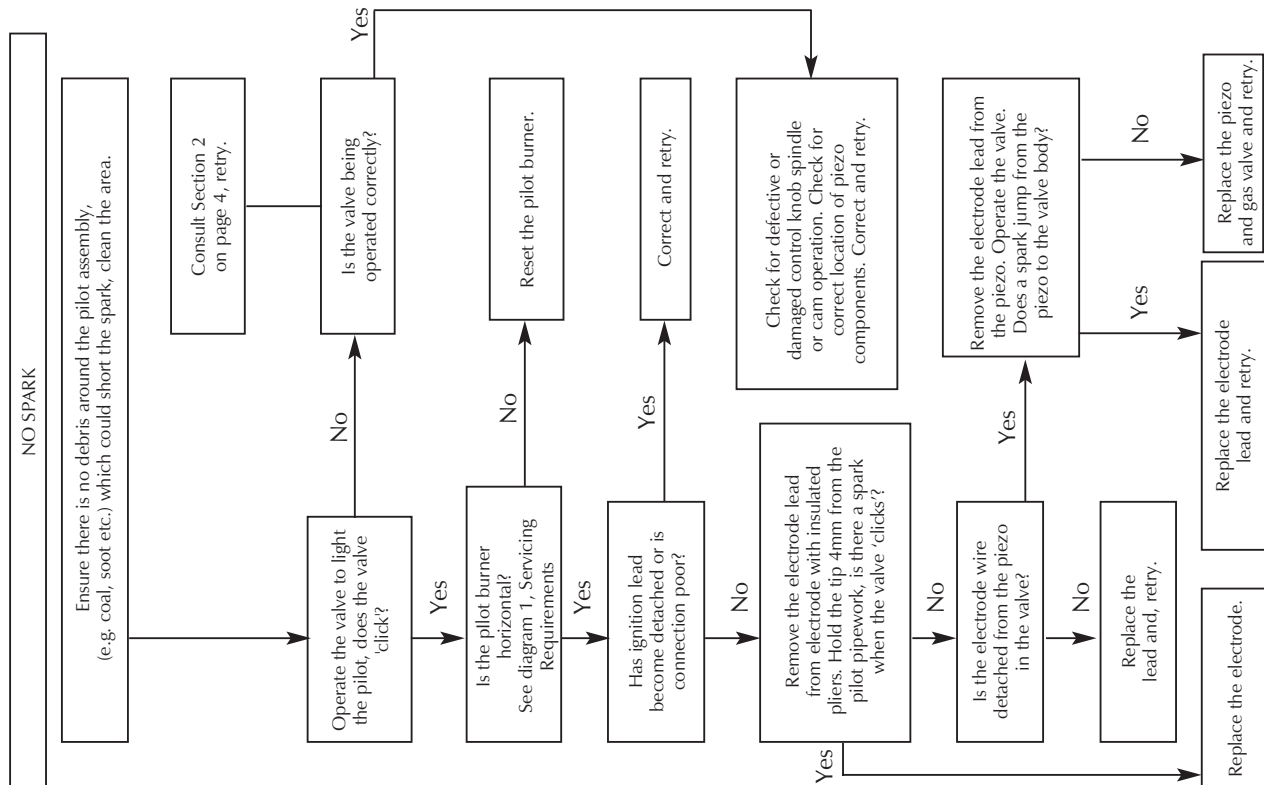 NO SPARK
Ensure there is no debris around the pilot assembly,
(e.g. coal, soot etc.) which could short the spark, clean the area.
Operate the valve to light
the pilot, does the valve
'click'?
No
Is the valve being
operated correctly?
Consult Section 2
on page 4, retry.
Yes
Yes
Is the pilot burner
horizontal?
See diagram 1, Servicing
Requirements
No
Reset the pilot burner.
Yes
Has ignition lead
become detached or is
connection poor?
Yes
Correct and retry.
No
Remove the electrode lead
from electrode with insulated
pliers. Hold the tip 4mm from the
pilot pipework, is there a spark
when the valve ‘clicks’?
Check for defective or
damaged control knob spindle
or cam operation. Check for
correct location of piezo
components. Correct and retry.
Yes
No
Is the electrode wire
detached from the piezo
in the valve?
Yes
Remove the electrode lead from
the piezo. Operate the valve.
Does a spark jump from the
piezo to the valve body?
No
Replace the
lead and, retry.
Yes
No
Replace the electrode.
Replace the electrode
lead and retry.
Replace the piezo
and gas valve and retry.